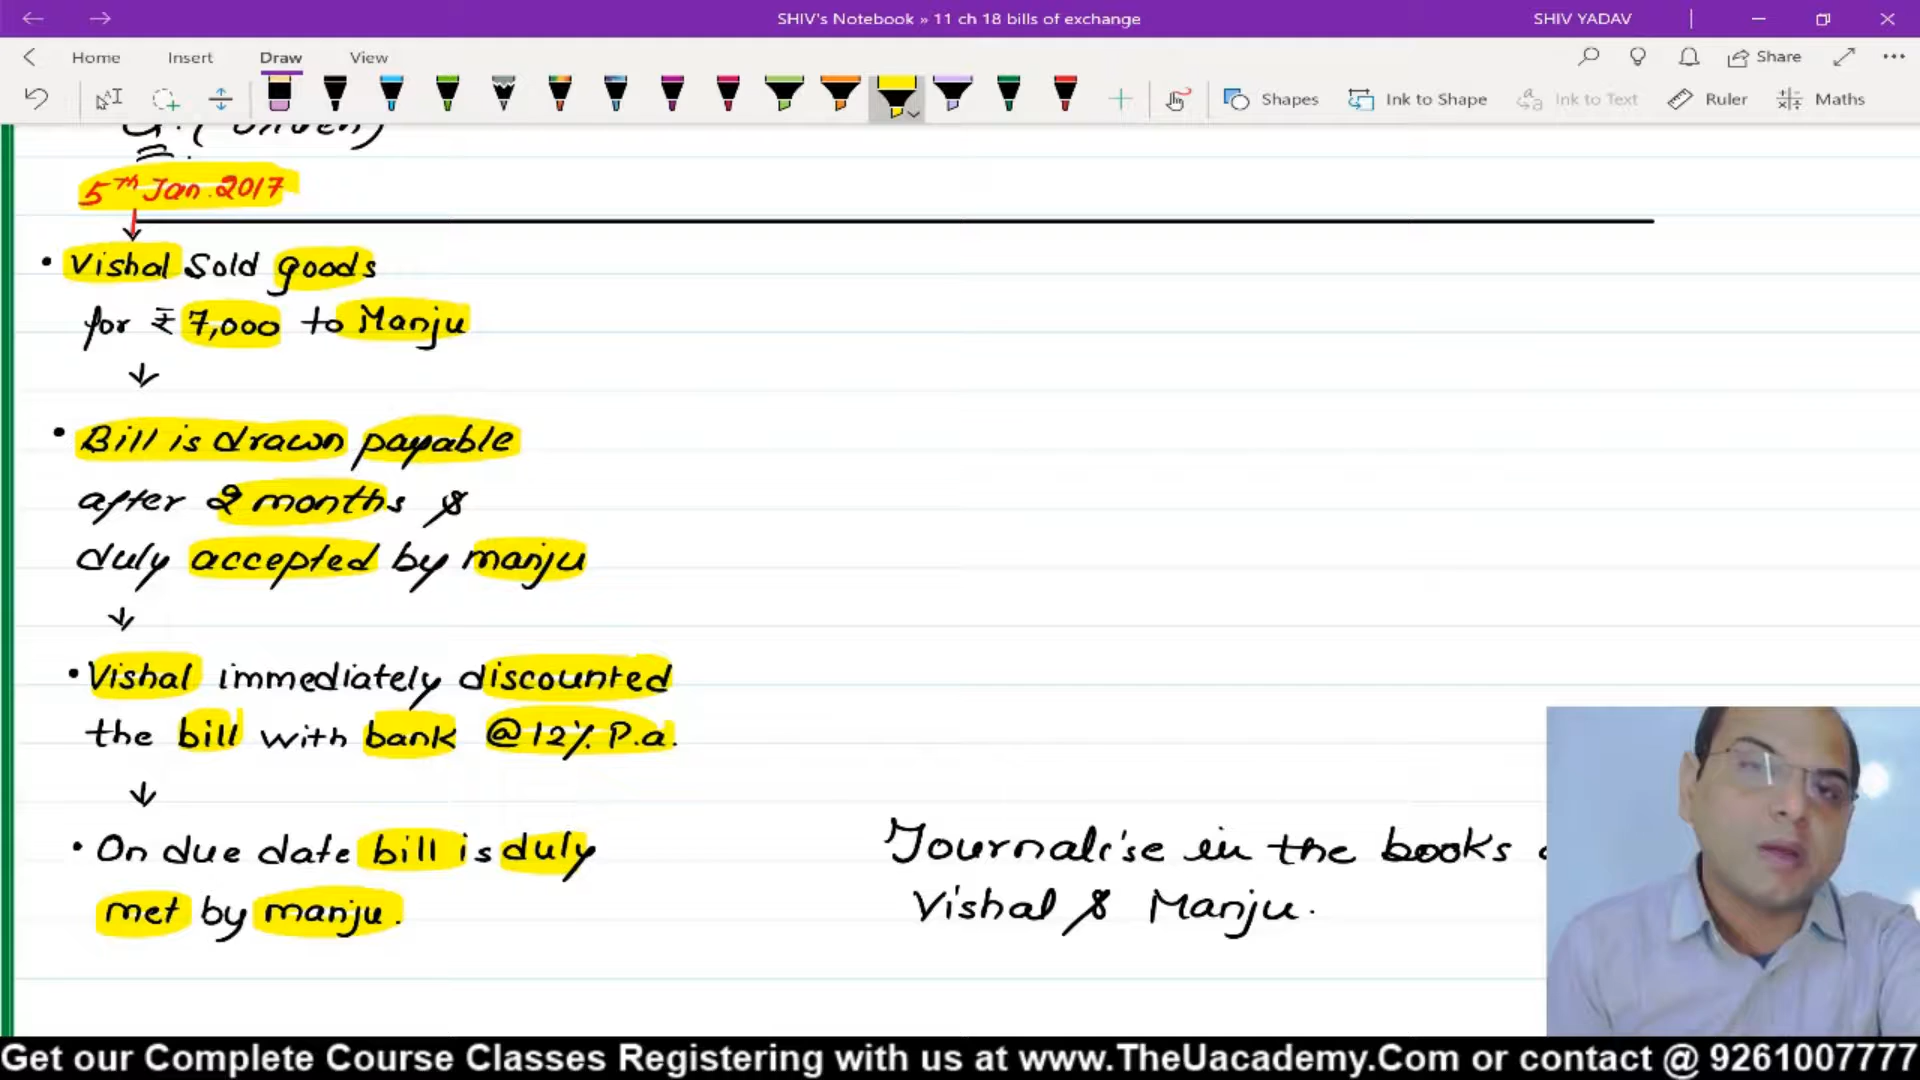 SHIV's Notebook » 11 ch 18 bills of exchange
SHIV YADAV
Home Insert Draw View
Share
Shapes Ink to Shape Ink to Text Ruler Maths
5th Jan. 2017
• Vishal Sold goods
for ₹ 7,000 to Manju
• Bill is drawn payable
after 2 months &
duly accepted by manju
• Vishal immediately discounted
the bill with bank @ 12% P.a.
• On due date bill is duly
met by manju.
Journalise in the books
Vishal & Manju.
Get our Complete Course Classes Registering with us at www.TheUacademy.Com or contact @ 9261007777